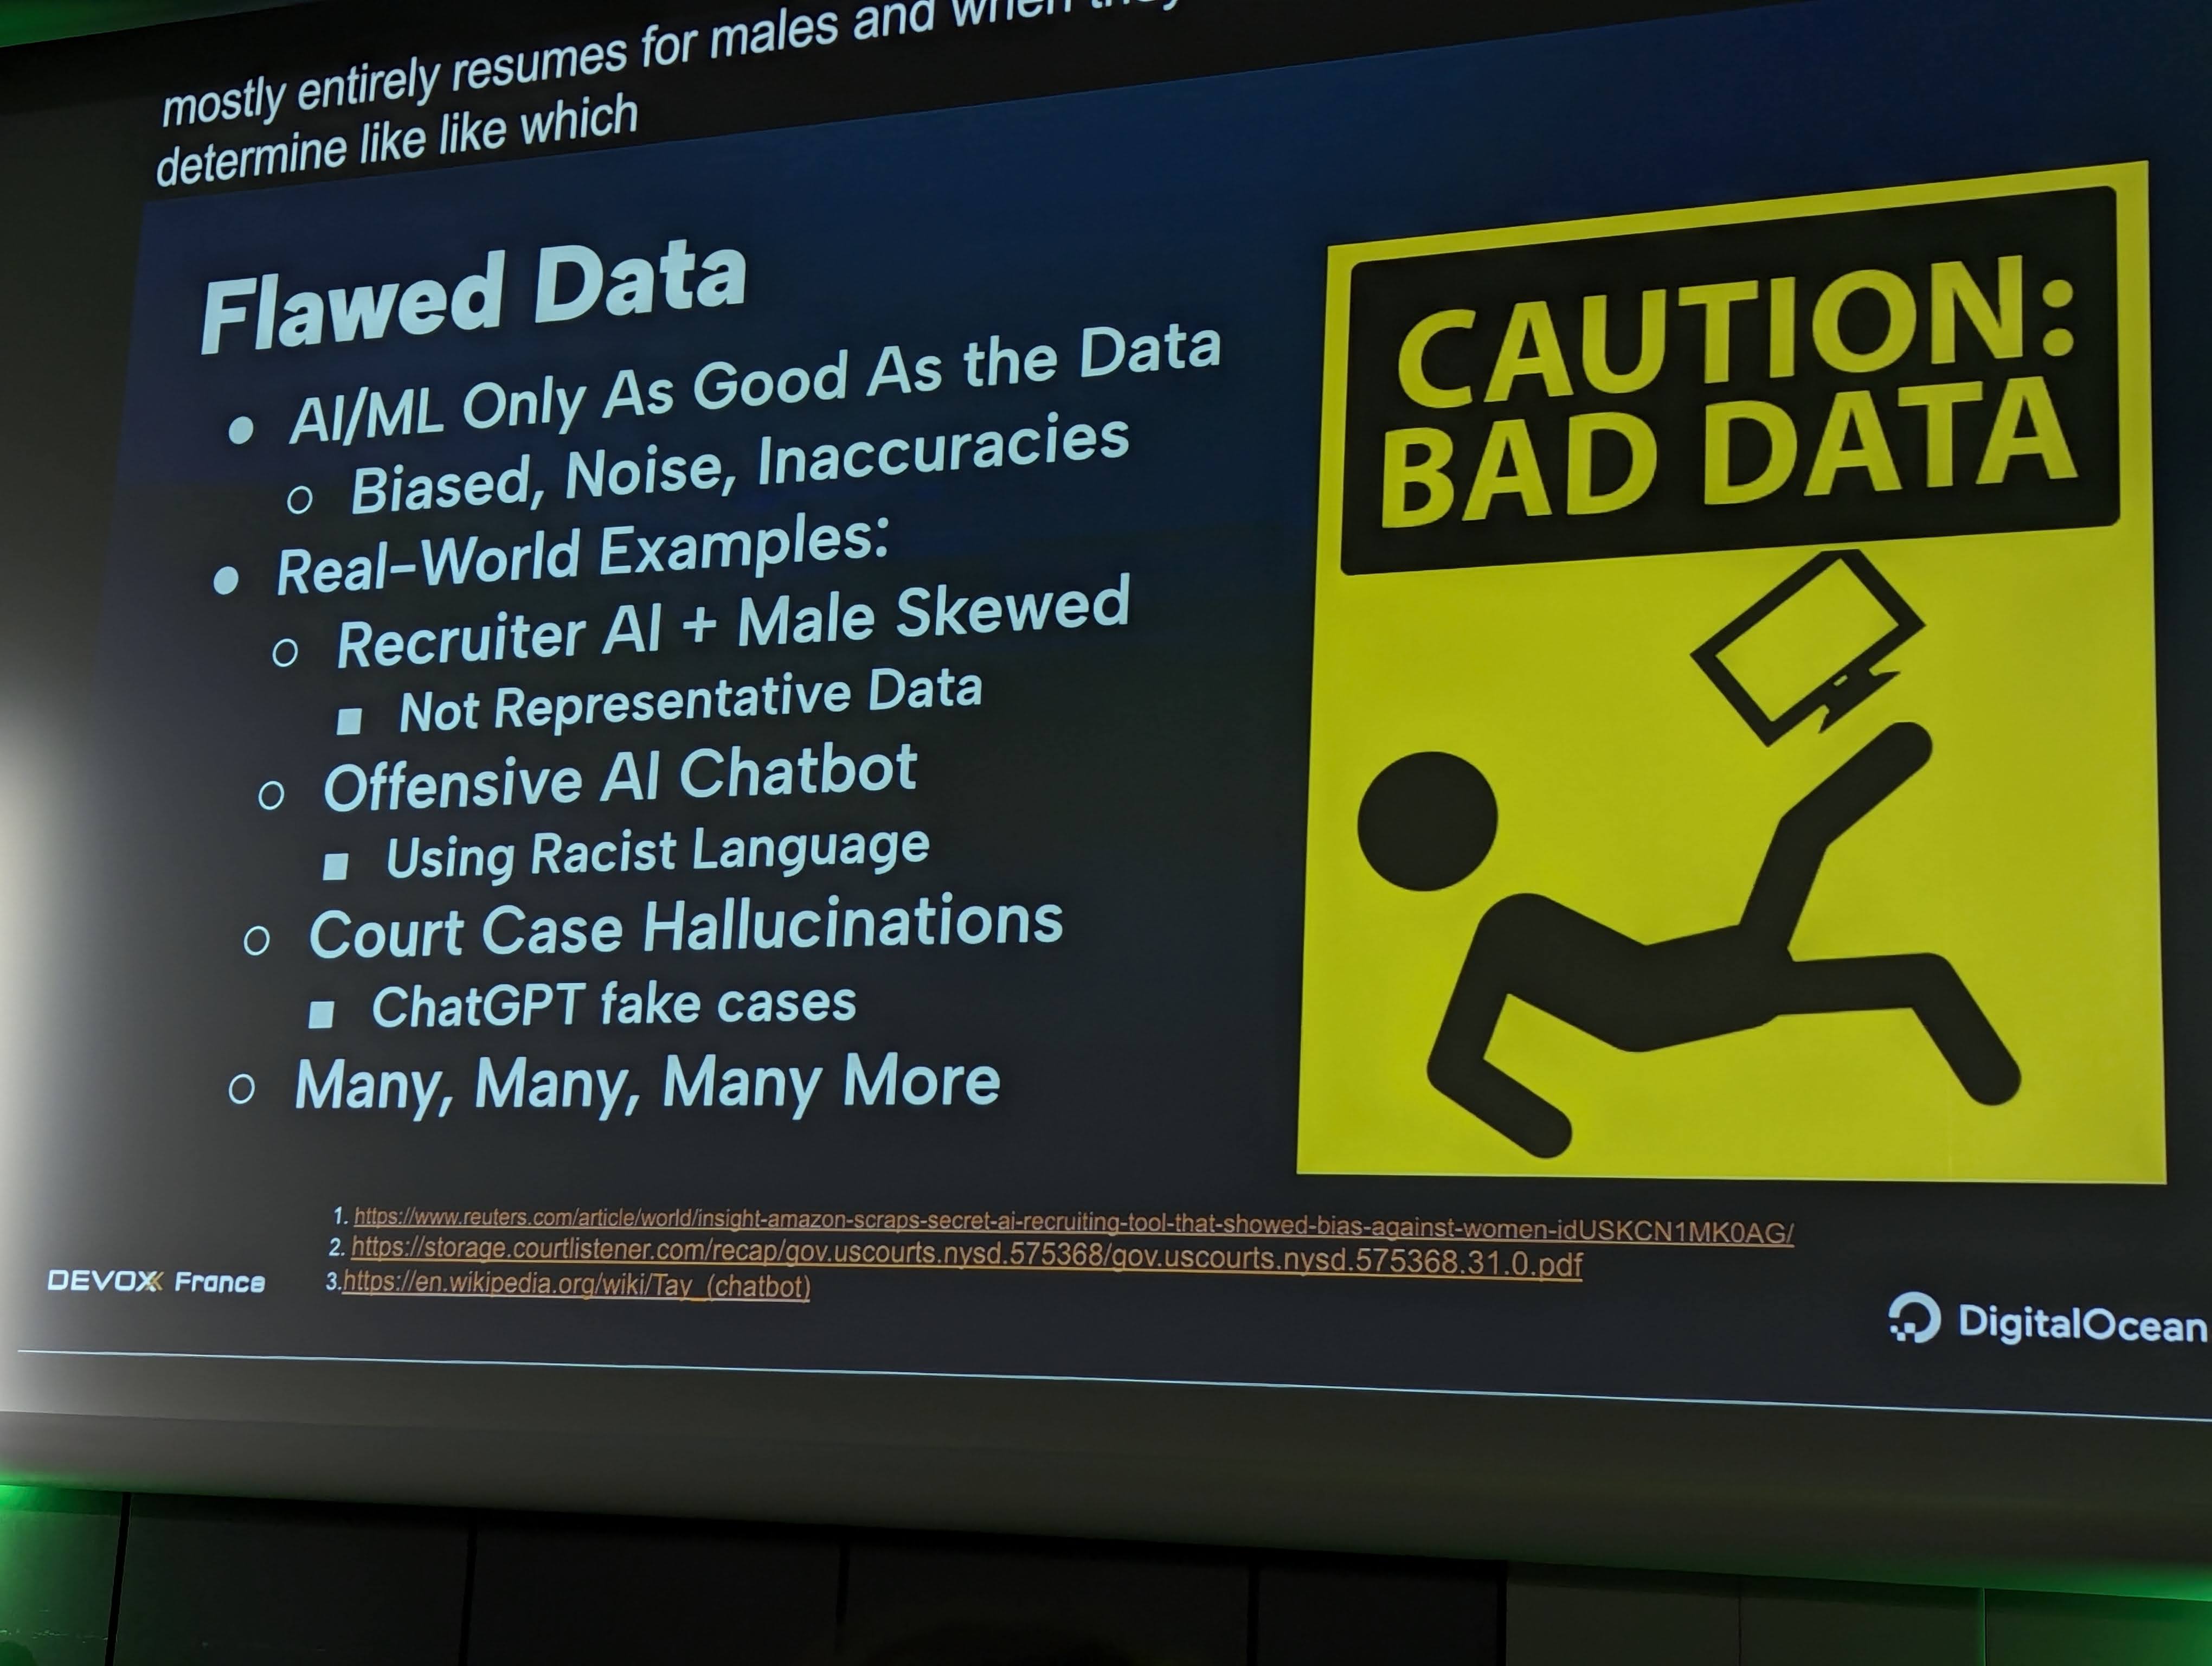 mostly entirely resumes for males and when they
determine like like which
Flawed Data
● AI/ML Only As Good As the Data
○ Biased, Noise, Inaccuracies
● Real-World Examples:
○ Recruiter AI + Male Skewed
■ Not Representative Data
○ Offensive AI Chatbot
■ Using Racist Language
○ Court Case Hallucinations
■ ChatGPT fake cases
○ Many, Many, Many More
CAUTION:
BAD DATA
1. https://www.reuters.com/article/world/insight-amazon-scraps-secret-ai-recruiting-tool-that-showed-bias-against-women-idUSKCN1MK0AG/
2. https://storage.courtlistener.com/recap/gov.uscourts.nysd.575368/gov.uscourts.nysd.575368.31.0.pdf
3.https://en.wikipedia.org/wiki/Tay_(chatbot)
DEVOXX France
DigitalOcean